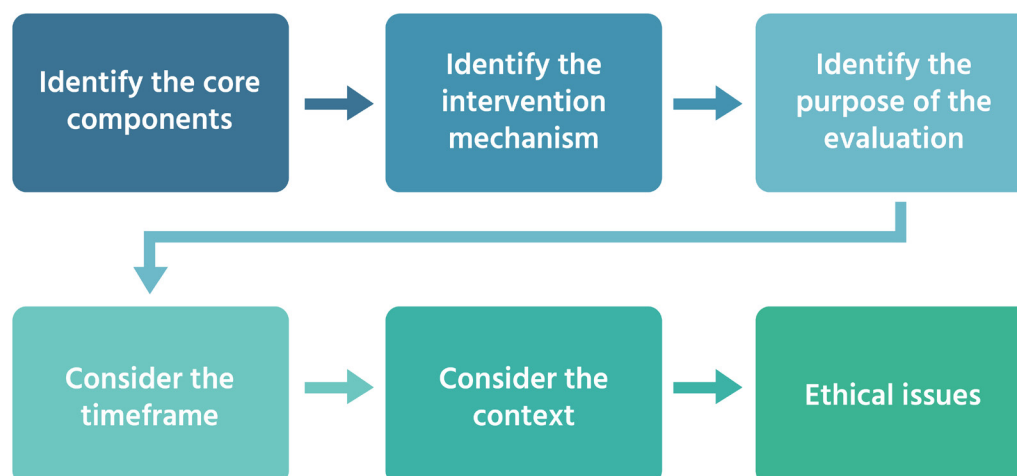 Identify the core
components
Identify the
intervention
mechanism
Identify the
purpose of the
evaluation
Consider the
timeframe
Consider the
context
Ethical issues